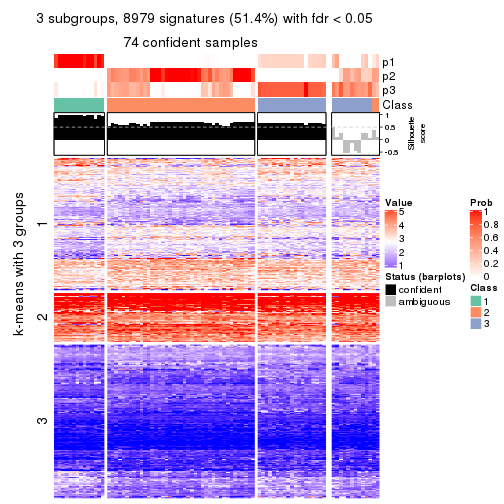 3 subgroups, 8979 signatures (51.4%) with fdr < 0.05
74 confident samples
p1
p2
p3
Class
1
0.5
0
-0.5
Silhouette
score
k-means with 3 groups
1
2
3
Value
5
4
3
2
1
Status (barplots)
confident
ambiguous
Prob
1
0.8
0.6
0.4
0.2
0
Class
1
2
3